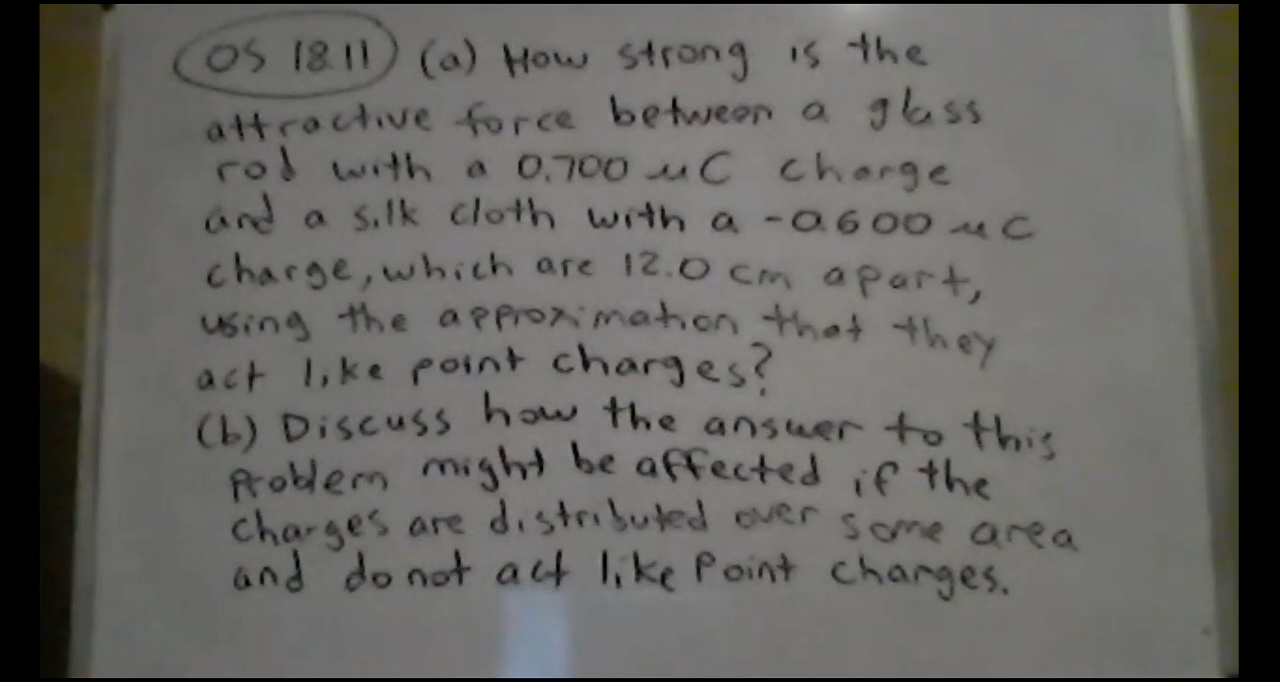 OS 18.11 (a) How strong is the
attractive force between a glass
rod with a 0.700 µC charge
and a silk cloth with a -0.600 µC
charge, which are 12.0 cm apart,
using the approximation that they
act like point charges?
(b) Discuss how the answer to this
problem might be affected if the
charges are distributed over some area
and do not act like point charges.